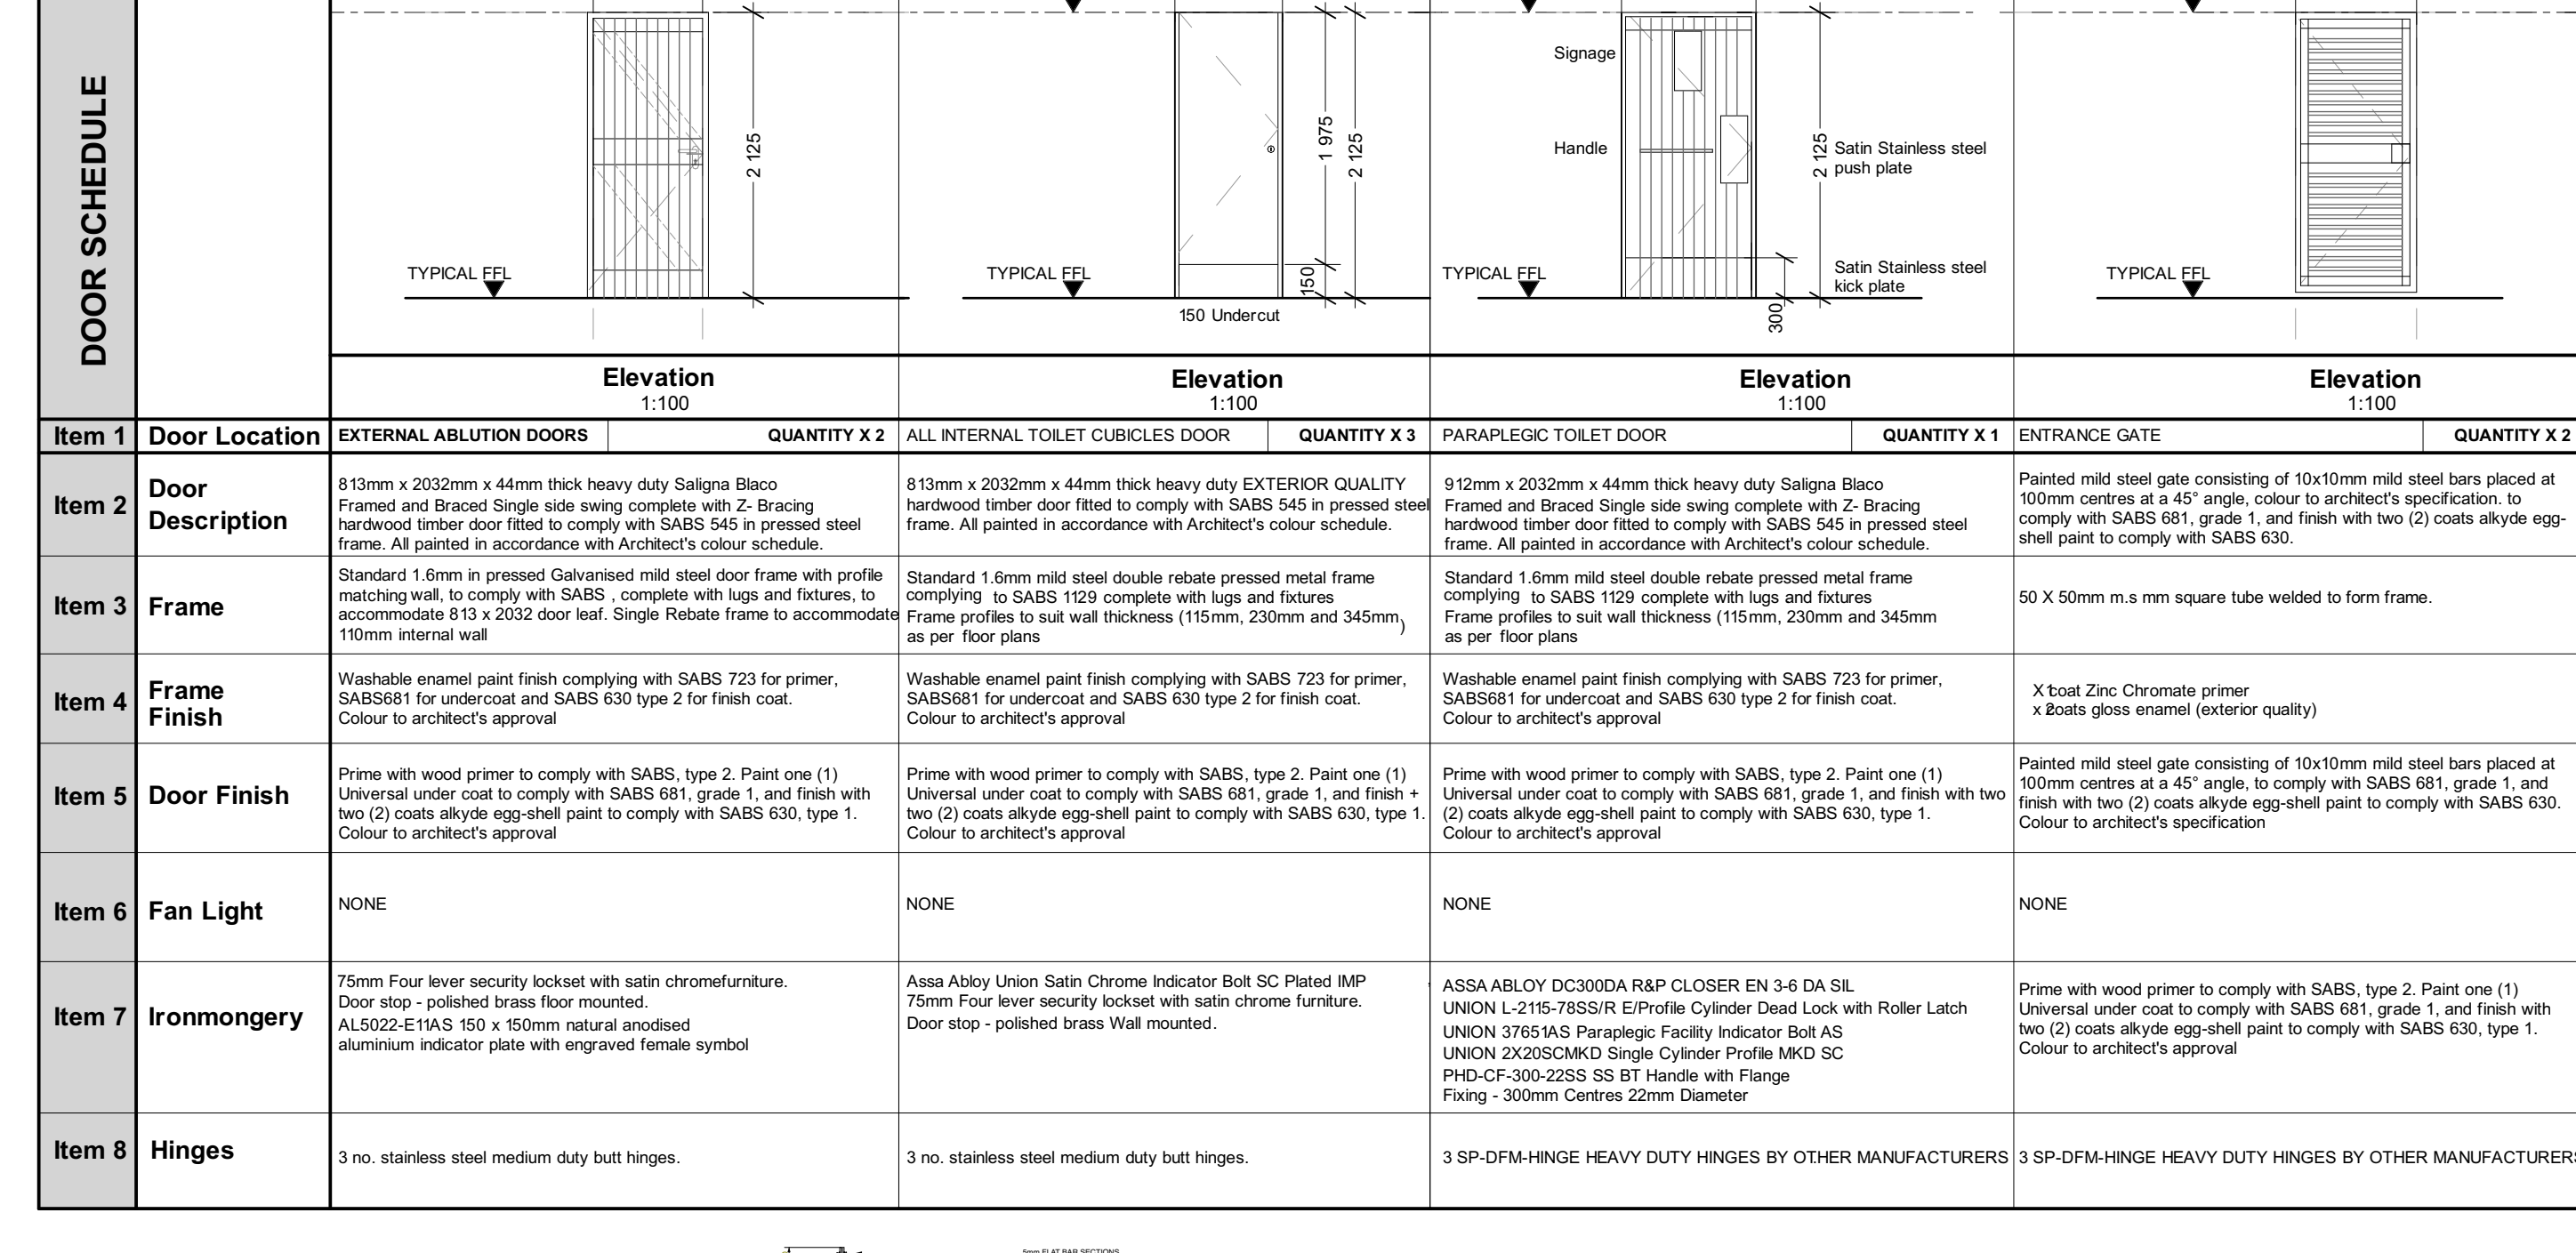 DOOR SCHEDULE
2 125
TYPICAL FFL
1 975
2 125
150
TYPICAL FFL
150 Undercut
Signage
Handle
2 125
Satin Stainless steel
push plate
Satin Stainless steel
kick plate
300
TYPICAL FFL
TYPICAL FFL
Elevation
1:100
Elevation
1:100
Elevation
1:100
Elevation
1:100
Item 1
Door Location
EXTERNAL ABLUTION DOORS
QUANTITY X 2
ALL INTERNAL TOILET CUBICLES DOOR
QUANTITY X 3
PARAPLEGIC TOILET DOOR
QUANTITY X 1
ENTRANCE GATE
QUANTITY X 2
Item 2
Door
Description
813mm x 2032mm x 44mm thick heavy duty Saligna Blaco
Framed and Braced Single side swing complete with Z- Bracing
hardwood timber door fitted to comply with SABS 545 in pressed steel
frame. All painted in accordance with Architect's colour schedule.
813mm x 2032mm x 44mm thick heavy duty EXTERIOR QUALITY
hardwood timber door fitted to comply with SABS 545 in pressed steel
frame. All painted in accordance with Architect's colour schedule.
912mm x 2032mm x 44mm thick heavy duty Saligna Blaco
Framed and Braced Single side swing complete with Z- Bracing
hardwood timber door fitted to comply with SABS 545 in pressed steel
frame. All painted in accordance with Architect's colour schedule.
Painted mild steel gate consisting of 10x10mm mild steel bars placed at
100mm centres at a 45° angle, colour to architect's specification. to
comply with SABS 681, grade 1, and finish with two (2) coats alkyde egg-
shell paint to comply with SABS 630.
Item 3
Frame
Standard 1.6mm in pressed Galvanised mild steel door frame with profile
matching wall, to comply with SABS , complete with lugs and fixtures, to
accommodate 813 x 2032 door leaf. Single Rebate frame to accommodate
110mm internal wall
Standard 1.6mm mild steel double rebate pressed metal frame
complying to SABS 1129 complete with lugs and fixtures
Frame profiles to suit wall thickness (115mm, 230mm and 345mm)
as per floor plans
Standard 1.6mm mild steel double rebate pressed metal frame
complying to SABS 1129 complete with lugs and fixtures
Frame profiles to suit wall thickness (115mm, 230mm and 345mm
as per floor plans
50 X 50mm m.s mm square tube welded to form frame.
Item 4
Frame
Finish
Washable enamel paint finish complying with SABS 723 for primer,
SABS681 for undercoat and SABS 630 type 2 for finish coat.
Colour to architect's approval
Washable enamel paint finish complying with SABS 723 for primer,
SABS681 for undercoat and SABS 630 type 2 for finish coat.
Colour to architect's approval
Washable enamel paint finish complying with SABS 723 for primer,
SABS681 for undercoat and SABS 630 type 2 for finish coat.
Colour to architect's approval
X 1 coat Zinc Chromate primer
x 2 coats gloss enamel (exterior quality)
Item 5
Door Finish
Prime with wood primer to comply with SABS, type 2. Paint one (1)
Universal under coat to comply with SABS 681, grade 1, and finish with
two (2) coats alkyde egg-shell paint to comply with SABS 630, type 1.
Colour to architect's approval
Prime with wood primer to comply with SABS, type 2. Paint one (1)
Universal under coat to comply with SABS 681, grade 1, and finish +
two (2) coats alkyde egg-shell paint to comply with SABS 630, type 1.
Colour to architect's approval
Prime with wood primer to comply with SABS, type 2. Paint one (1)
Universal under coat to comply with SABS 681, grade 1, and finish with two
(2) coats alkyde egg-shell paint to comply with SABS 630, type 1.
Colour to architect's approval
Painted mild steel gate consisting of 10x10mm mild steel bars placed at
100mm centres at a 45° angle, to comply with SABS 681, grade 1, and
finish with two (2) coats alkyde egg-shell paint to comply with SABS 630.
Colour to architect's specification
Item 6
Fan Light
NONE
NONE
NONE
NONE
Item 7
Ironmongery
75mm Four lever security lockset with satin chromefurniture.
Door stop - polished brass floor mounted.
AL5022-E11AS 150 x 150mm natural anodised
aluminium indicator plate with engraved female symbol
Assa Abloy Union Satin Chrome Indicator Bolt SC Plated IMP
75mm Four lever security lockset with satin chrome furniture.
Door stop - polished brass Wall mounted.
ASSA ABLOY DC300DA R&P CLOSER EN 3-6 DA SIL
UNION L-2115-78SS/R E/Profile Cylinder Dead Lock with Roller Latch
UNION 37651AS Paraplegic Facility Indicator Bolt AS
UNION 2X20SCMKD Single Cylinder Profile MKD SC
PHD-CF-300-22SS SS BT Handle with Flange
Fixing - 300mm Centres 22mm Diameter
Prime with wood primer to comply with SABS, type 2. Paint one (1)
Universal under coat to comply with SABS 681, grade 1, and finish with
two (2) coats alkyde egg-shell paint to comply with SABS 630, type 1.
Colour to architect's approval
Item 8
Hinges
3 no. stainless steel medium duty butt hinges.
3 no. stainless steel medium duty butt hinges.
3 SP-DFM-HINGE HEAVY DUTY HINGES BY OT.HER MANUFACTURERS
3 SP-DFM-HINGE HEAVY DUTY HINGES BY OTHER MANUFACTURERS
5mm FLAT BAR SECTIONS